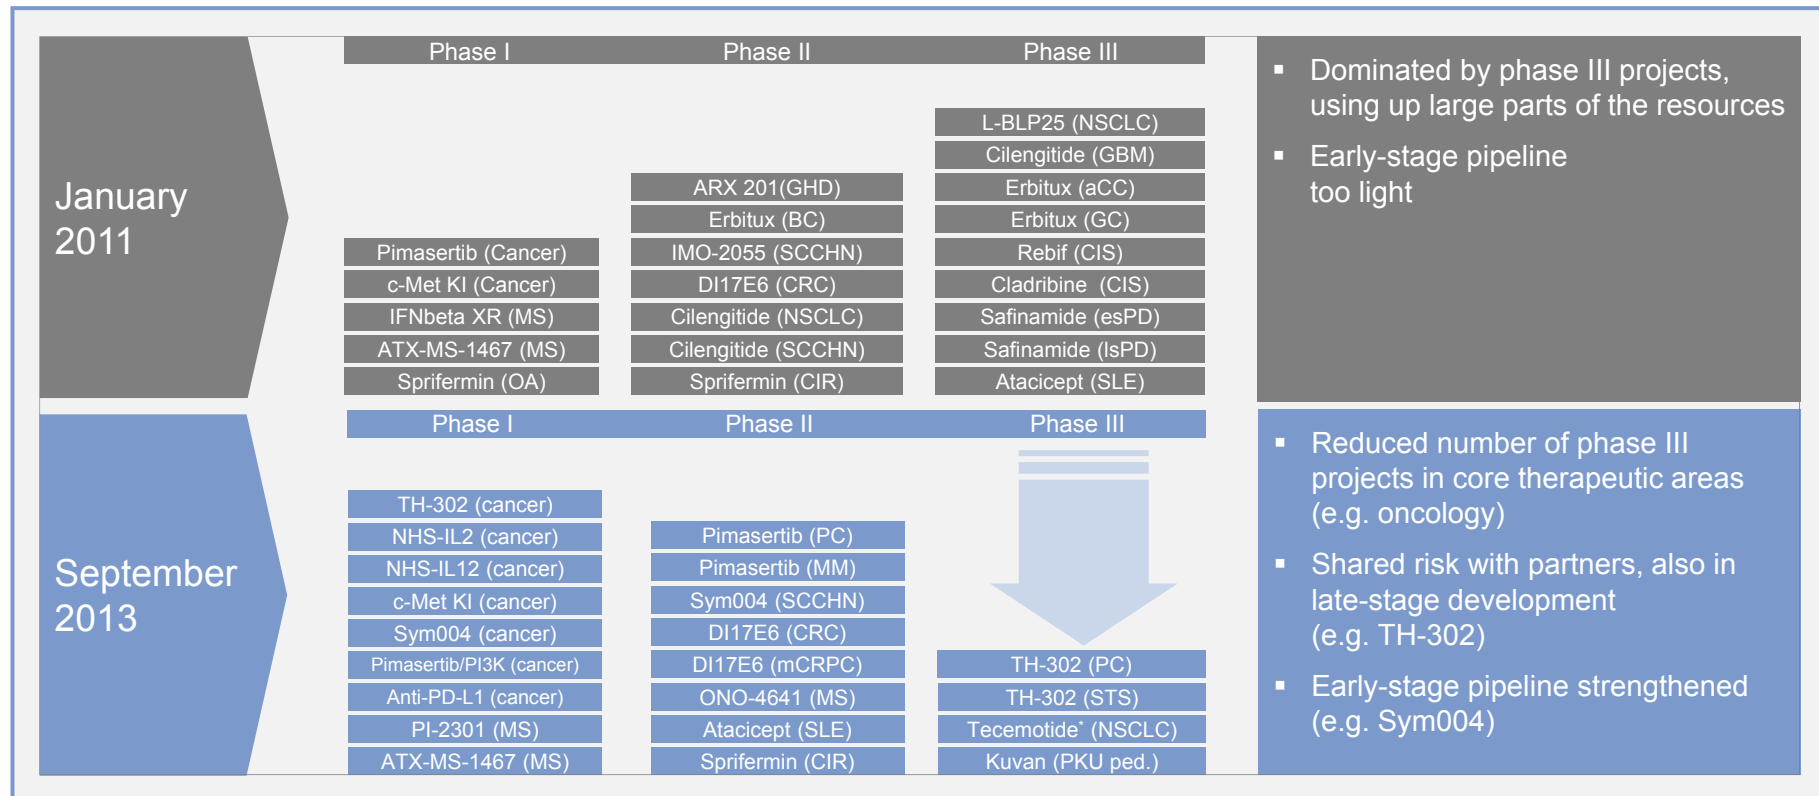 January
2011
Phase I
Phase II
Phase III
Pimasertib (Cancer)
c-Met KI (Cancer)
IFNbeta XR (MS)
ATX-MS-1467 (MS)
Sprifermin (OA)
ARX 201(GHD)
Erbitux (BC)
IMO-2055 (SCCHN)
DI17E6 (CRC)
Cilengitide (NSCLC)
Cilengitide (SCCHN)
Sprifermin (CIR)
L-BLP25 (NSCLC)
Cilengitide (GBM)
Erbitux (aCC)
Erbitux (GC)
Rebif (CIS)
Cladribine (CIS)
Safinamide (esPD)
Safinamide (lsPD)
Atacicept (SLE)
▪ Dominated by phase III projects,
using up large parts of the resources
▪ Early-stage pipeline
too light
September
2013
Phase I
Phase II
Phase III
TH-302 (cancer)
NHS-IL2 (cancer)
NHS-IL12 (cancer)
c-Met KI (cancer)
Sym004 (cancer)
Pimasertib/PI3K (cancer)
Anti-PD-L1 (cancer)
PI-2301 (MS)
ATX-MS-1467 (MS)
Pimasertib (PC)
Pimasertib (MM)
Sym004 (SCCHN)
DI17E6 (CRC)
DI17E6 (mCRPC)
ONO-4641 (MS)
Atacicept (SLE)
Sprifermin (CIR)
TH-302 (PC)
TH-302 (STS)
Tecemotide* (NSCLC)
Kuvan (PKU ped.)
▪ Reduced number of phase III
projects in core therapeutic areas
(e.g. oncology)
▪ Shared risk with partners, also in
late-stage development
(e.g. TH-302)
▪ Early-stage pipeline strengthened
(e.g. Sym004)